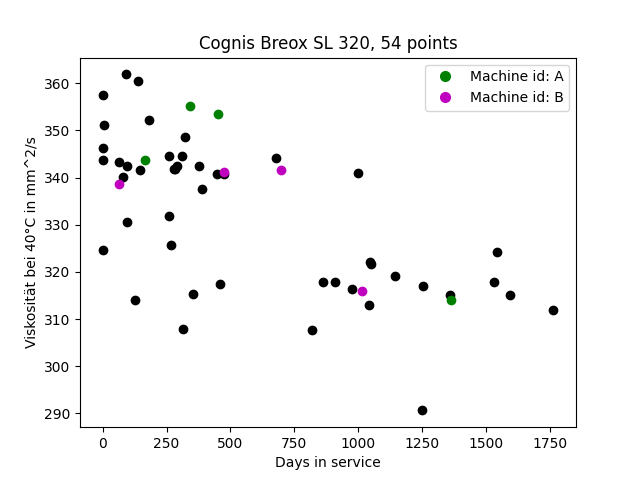 Cognis Breox SL 320, 54 points
Machine id: A
Machine id: B
360
350
340
330
320
310
300
290
Viskosität bei 40°C in mm^2/s
0 250 500 750 1000 1250 1500 1750
Days in service